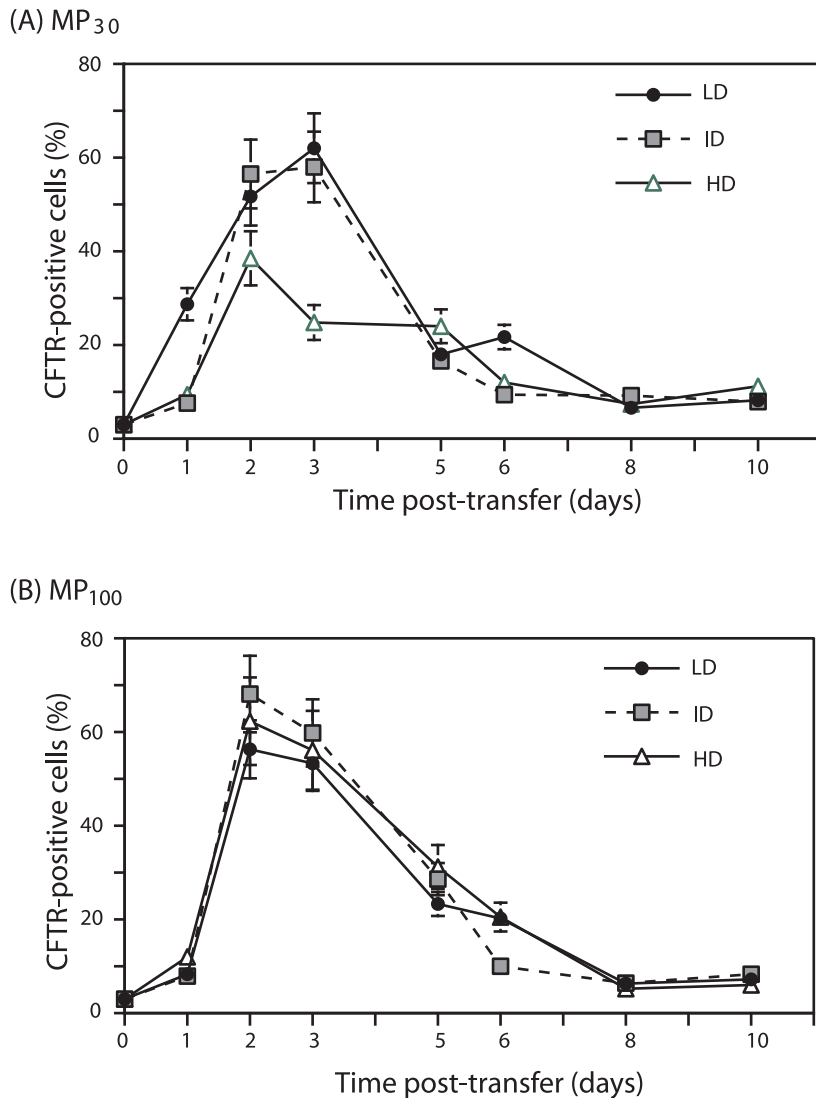 (A) MP30
80
60
40
20
0
CFTR-positive cells (%)
LD
ID
HD
0 1 2 3 5 6 8 10
Time post-transfer (days)
(B) MP100
80
60
40
20
0
CFTR-positive cells (%)
LD
ID
HD
0 1 2 3 5 6 8 10
Time post-transfer (days)